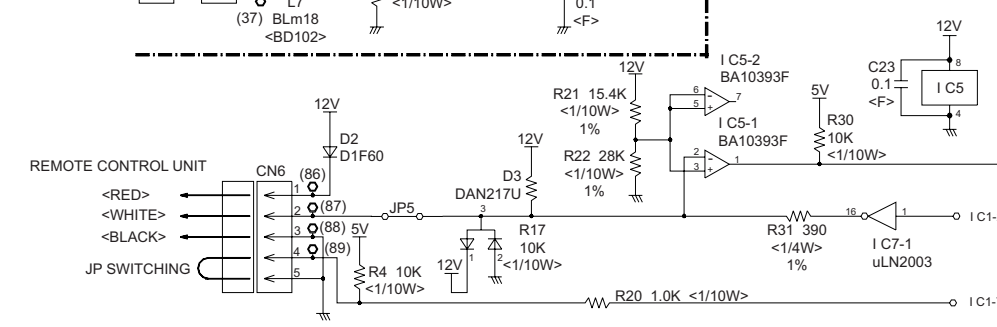 L7
(37) BLm18
<BD102>
<1/10W>
0.1
<F>
12V
C23
0.1
<F>
8
I C5
4
12V
I C5-2
BA10393F
R21 15.4K
<1/10W>
1%
6
-
5
+
7
5V
R30
10K
<1/10W>
I C5-1
BA10393F
R22 28K
<1/10W>
1%
2
-
3
+
1
12V
D2
D1F60
12V
D3
DAN217U
3
REMOTE CONTROL UNIT
CN6
(86)
<RED>
1
<WHITE>
2
(87)
JP5
<BLACK>
3
(88)
4
(89)
JP SWITCHING
5
5V
R4 10K
<1/10W>
12V
1
2
R17
10K
<1/10W>
R31 390
<1/4W>
1%
16
1
I C7-1
uLN2003
I C1-
R20 1.0K <1/10W>
I C1-